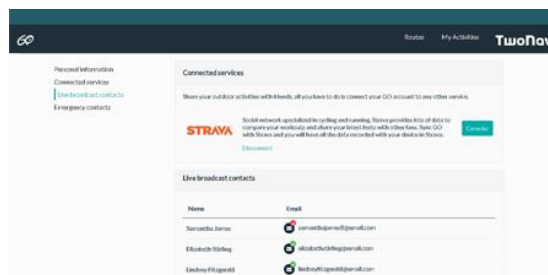 GO
Routes
My Activities
TwoNav
Personal information
Connected services
Live broadcast contacts
Emergency contacts
Connected services
Share your outdoor activities with friends, all you have to do is connect your GO account to any other service.
STRAVA
Social network specialized in cycling and running. Strava provides lots of data to
compare your workouts and share your latest feats with other fans. Sync GO
with Strava and you will have all the data recorded with your device in Strava.
Disconnect
Live broadcast contacts
Name
Email
Samantha James
Elizabeth Stirling
Lindsay Fitzgerald